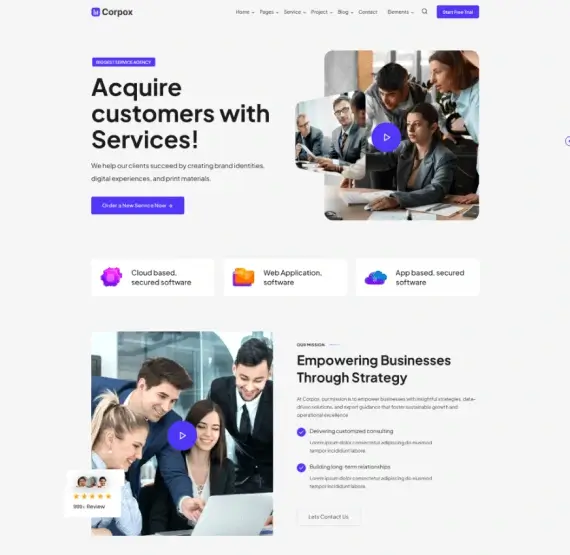 Corpox
Home Pages Service Project Blog Contact Elements Start Free Trial
BIGGEST SERVICE AGENCY
Acquire
customers with
Services!
We help our clients succeed by creating brand identities,
digital experiences, and print materials.
Order a New Service Now
Cloud based,
secured software
Web Application,
software
App based, secured
software
OUR MISSION
Empowering Businesses
Through Strategy
At Corpox, our mission is to empower businesses with insightful strategies, data-
driven solutions, and expert guidance that foster sustainable growth and
operational excellence
Delivering customized consulting
Lorem ipsum dolor consectetur adipiscing do eiusmod
tempor incididunt labore.
Building long-term relationships
Lorem ipsum dolor consectetur adipiscing do eiusmod
tempor incididunt labore.
999+ Review
Lets Contact Us